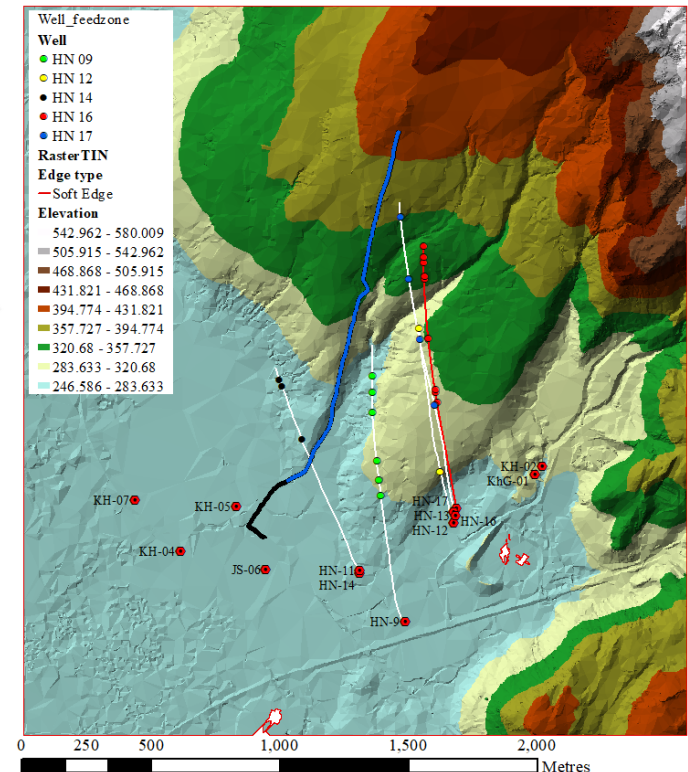 Well_feedzone
Well
HN 09
HN 12
HN 14
HN 16
HN 17
RasterTIN
Edge type
Soft Edge
Elevation
542.962 - 580.009
505.915 - 542.962
468.868 - 505.915
431.821 - 468.868
394.774 - 431.821
357.727 - 394.774
320.68 - 357.727
283.633 - 320.68
246.586 - 283.633
KH-02
KhG-01
KH-07
KH-05
HN-17
HN-13
HN-16
HN-12
KH-04
JS-06
HN-11
HN-14
HN-9
0 250 500 1,000 1,500 2,000
Metres